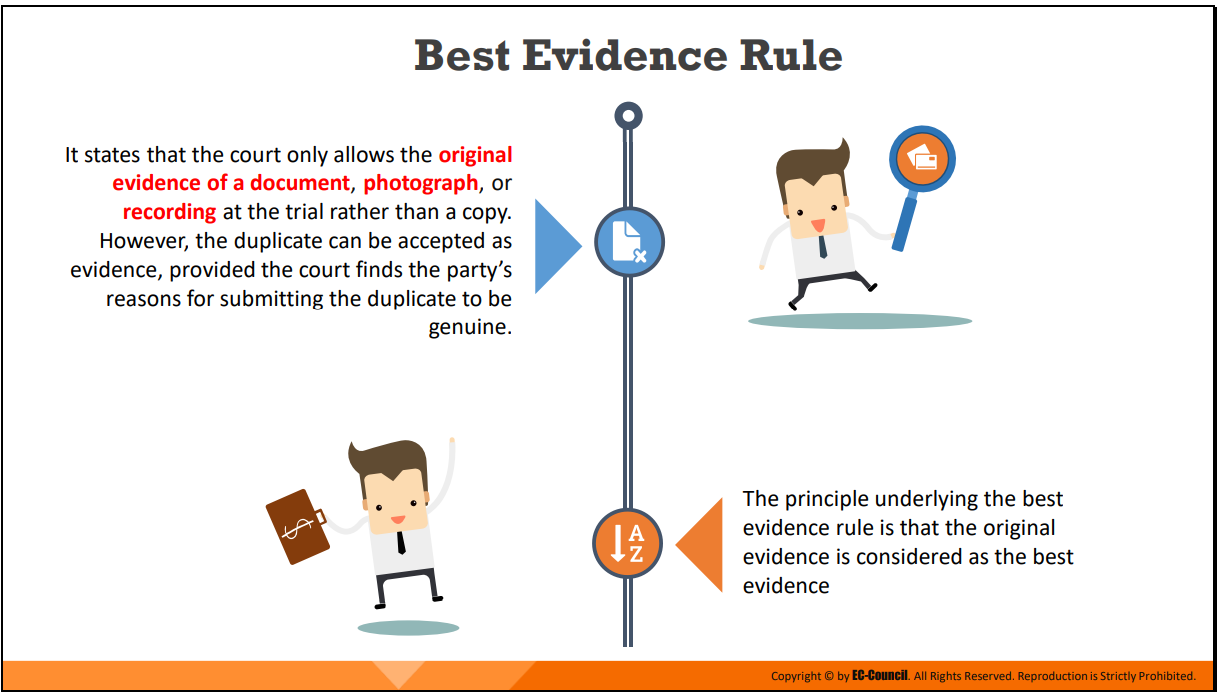 Best Evidence Rule
It states that the court only allows the original
evidence of a document, photograph, or
recording at the trial rather than a copy.
However, the duplicate can be accepted as
evidence, provided the court finds the party’s
reasons for submitting the duplicate to be
genuine.
A
Z
The principle underlying the best
evidence rule is that the original
evidence is considered as the best
evidence
Copyright © by EC-Council. All Rights Reserved. Reproduction is Strictly Prohibited.